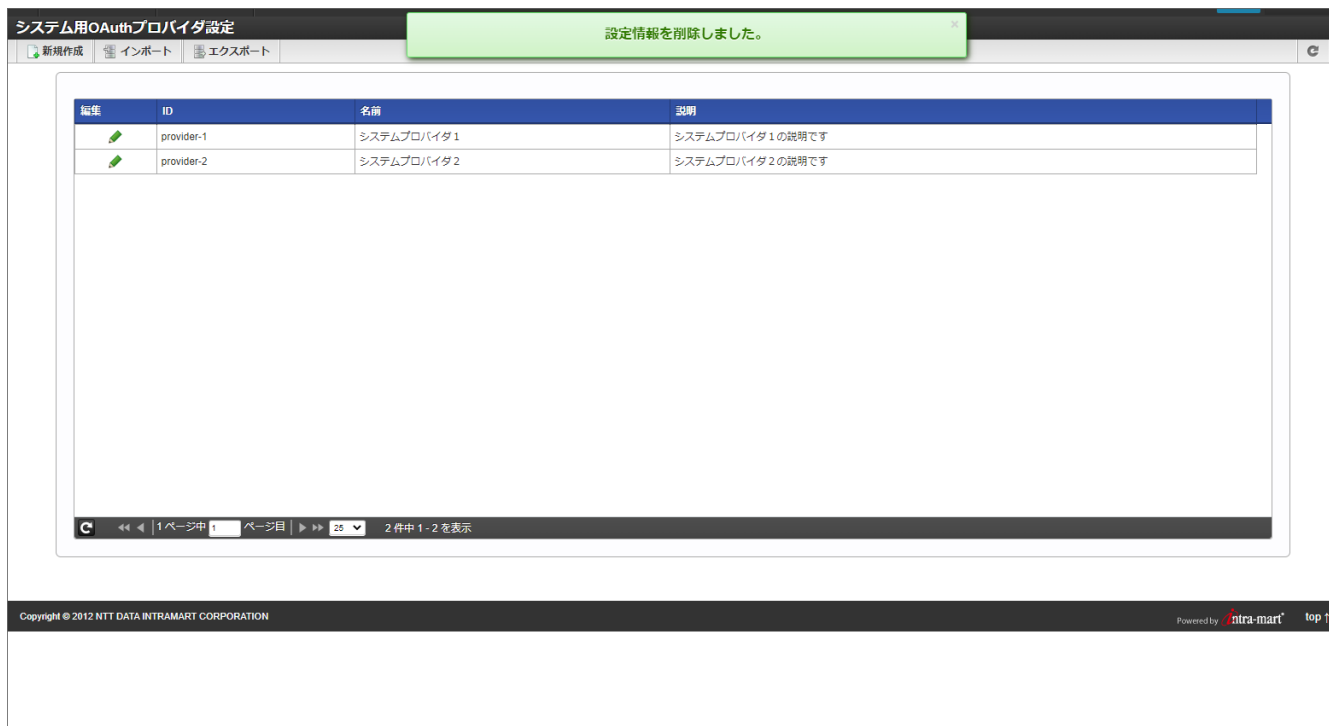 システム用OAuthプロバイダ設定
設定情報を削除しました。
×
新規作成 インポート エクスポート
編集 ID 名前 説明
provider-1 システムプロバイダ１ システムプロバイダ１の説明です
provider-2 システムプロバイダ２ システムプロバイダ２の説明です
1 ページ中 1 ページ目 25 2 件中 1 - 2 を表示
Copyright © 2012 NTT DATA INTRAMART CORPORATION
Powered by intra-mart® top ↑